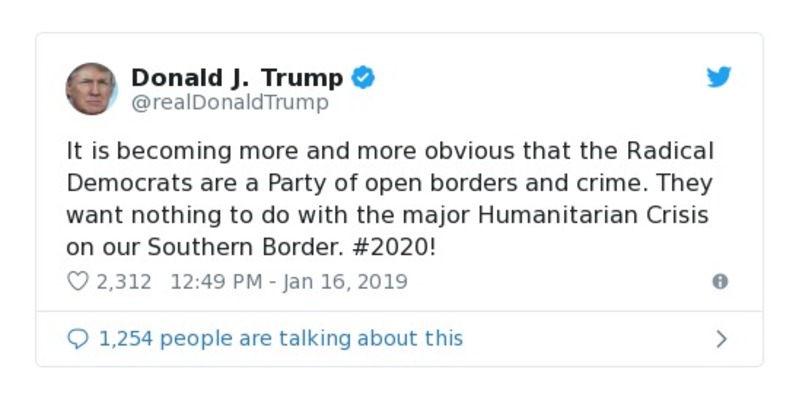 Donald J. Trump
@realDonaldTrump
It is becoming more and more obvious that the Radical
Democrats are a Party of open borders and crime. They
want nothing to do with the major Humanitarian Crisis
on our Southern Border. #2020!
2,312 12:49 PM - Jan 16, 2019
1,254 people are talking about this